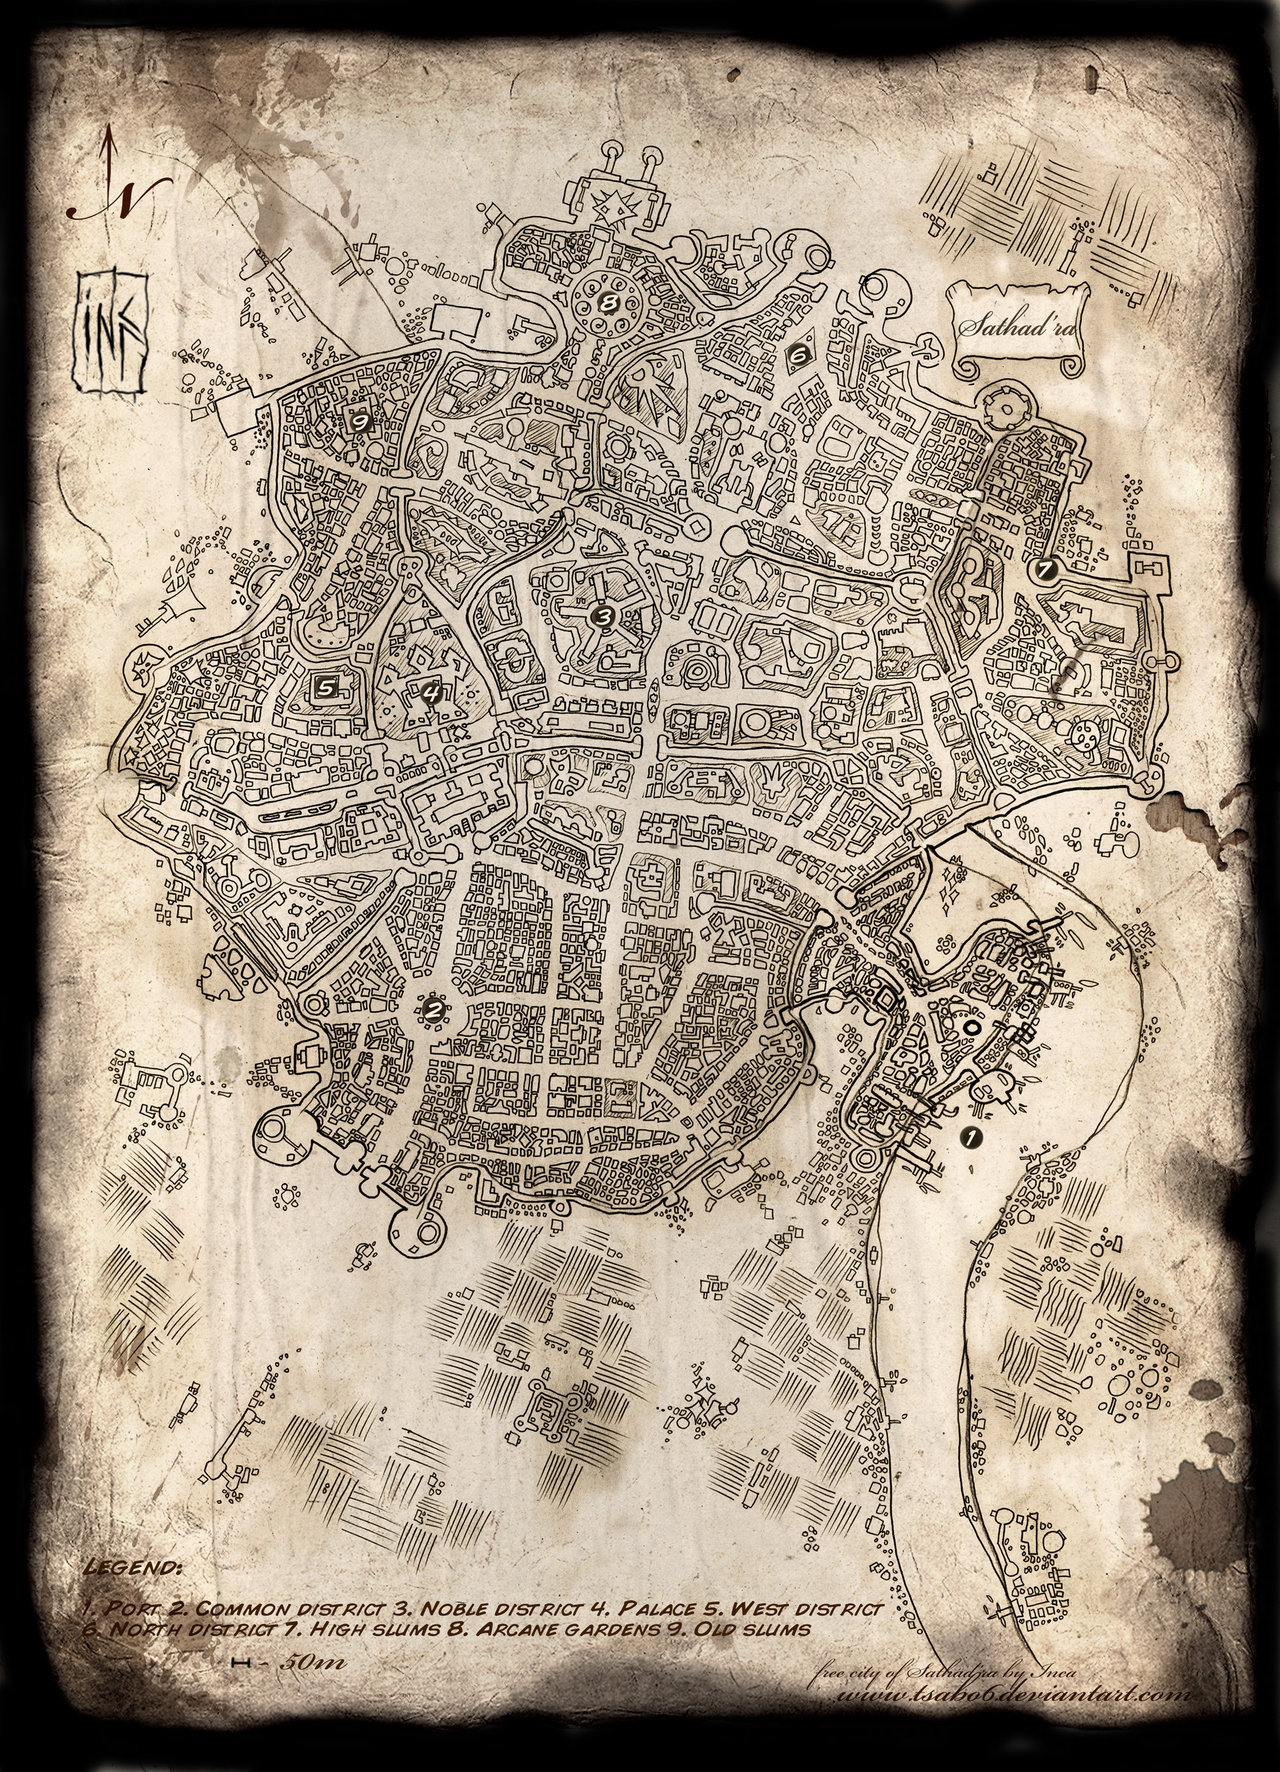 N
INK
Sathad'ra
8
6
9
7
3
5
4
2
1
Legend:
1. Port 2. Common district 3. Noble district 4. Palace 5. West district
6. North district 7. High slums 8. Arcane gardens 9. Old slums
- 50m
free city of Sathad'ra by Inca
www.tsabo6.deviantart.com